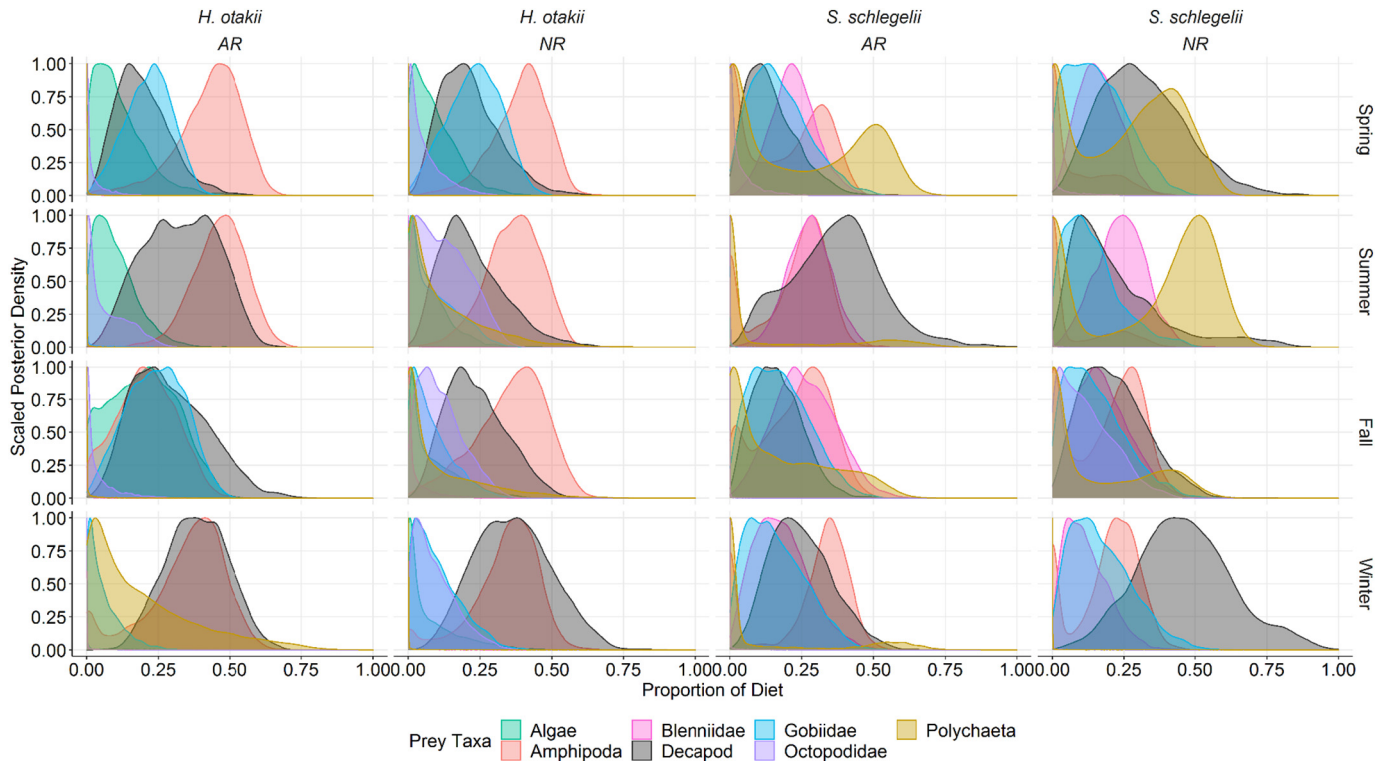 H. otakii H. otakii S. schlegelii S. schlegelii
AR NR AR NR
1.00
0.75
0.50
0.25
0.00
Spring
1.00
0.75
0.50
0.25
0.00
Summer
1.00
0.75
0.50
0.25
0.00
Fall
1.00
0.75
0.50
0.25
0.00
Winter
Scaled Posterior Density
0.00 0.25 0.50 0.75 1.00 0.00 0.25 0.50 0.75 1.00 0.00 0.25 0.50 0.75 1.00 0.00 0.25 0.50 0.75 1.00
Proportion of Diet
Prey Taxa
Algae Blenniidae Gobiidae Polychaeta
Amphipoda Decapod Octopodidae